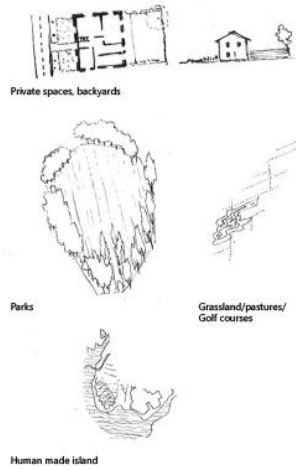 Private spaces, backyards
Parks
Grassland/pastures/
Golf courses
Human made island